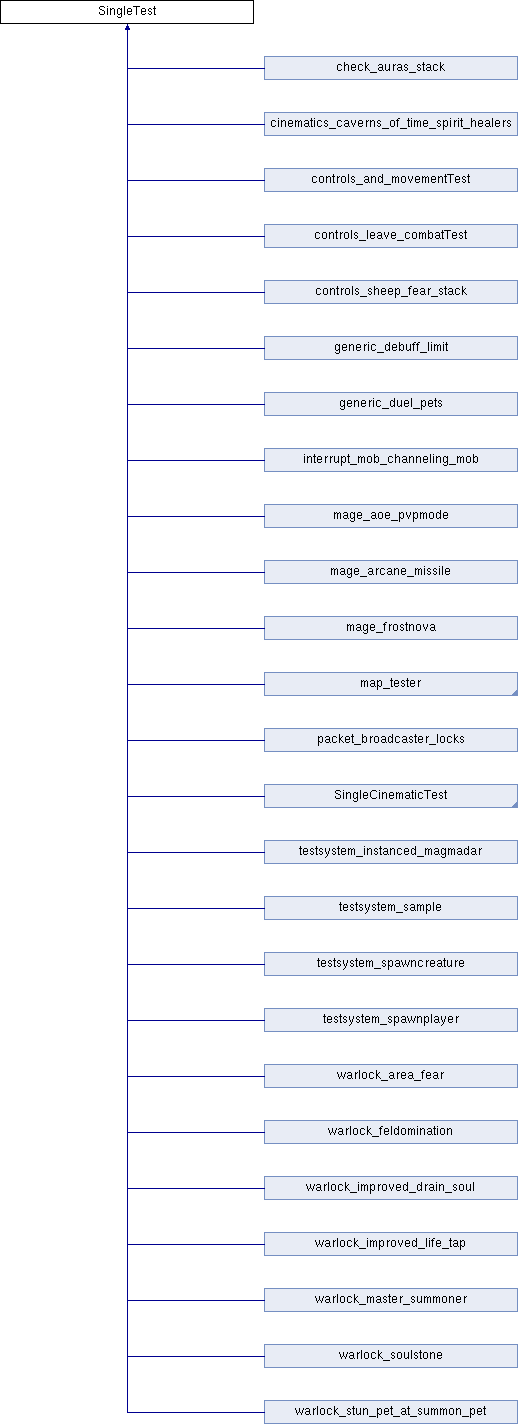 SingleTest
check_auras_stack
cinematics_caverns_of_time_spirit_healers
controls_and_movementTest
controls_leave_combatTest
controls_sheep_fear_stack
generic_debuff_limit
generic_duel_pets
interrupt_mob_channeling_mob
mage_aoe_pvpmode
mage_arcane_missile
mage_frostnova
map_tester
packet_broadcaster_locks
SingleCinematicTest
testsystem_instanced_magmadar
testsystem_sample
testsystem_spawncreature
testsystem_spawnplayer
warlock_area_fear
warlock_feldomination
warlock_improved_drain_soul
warlock_improved_life_tap
warlock_master_summoner
warlock_soulstone
warlock_stun_pet_at_summon_pet